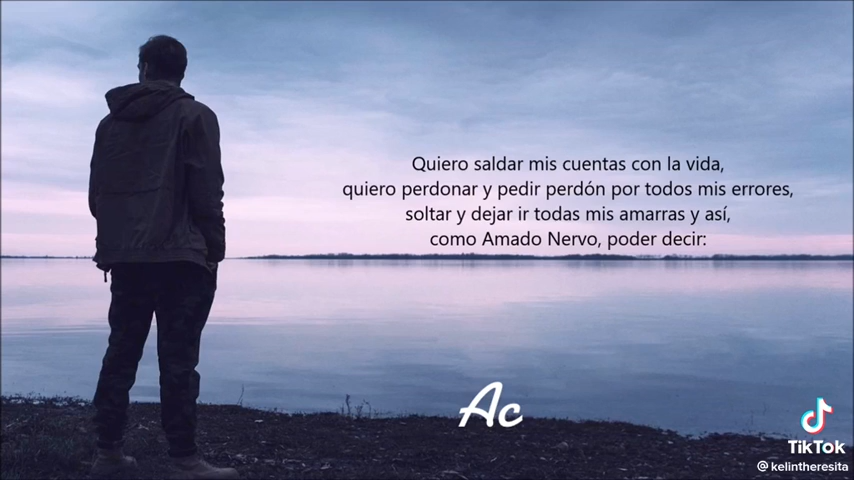 Quiero saldar mis cuentas con la vida,
quiero perdonar y pedir perdón por todos mis errores,
soltar y dejar ir todas mis amarras y así,
como Amado Nervo, poder decir:
Ac
TikTok
@kelintheresita